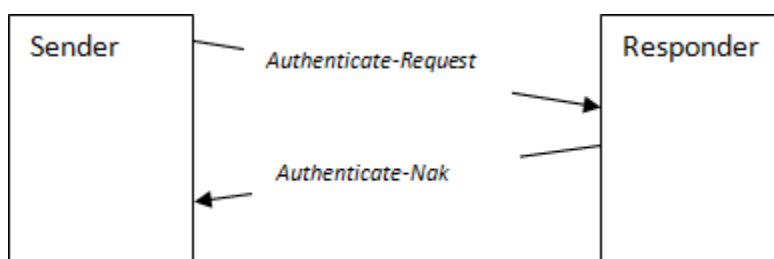 Sender
Responder
Authenticate-Request
Authenticate-Nak